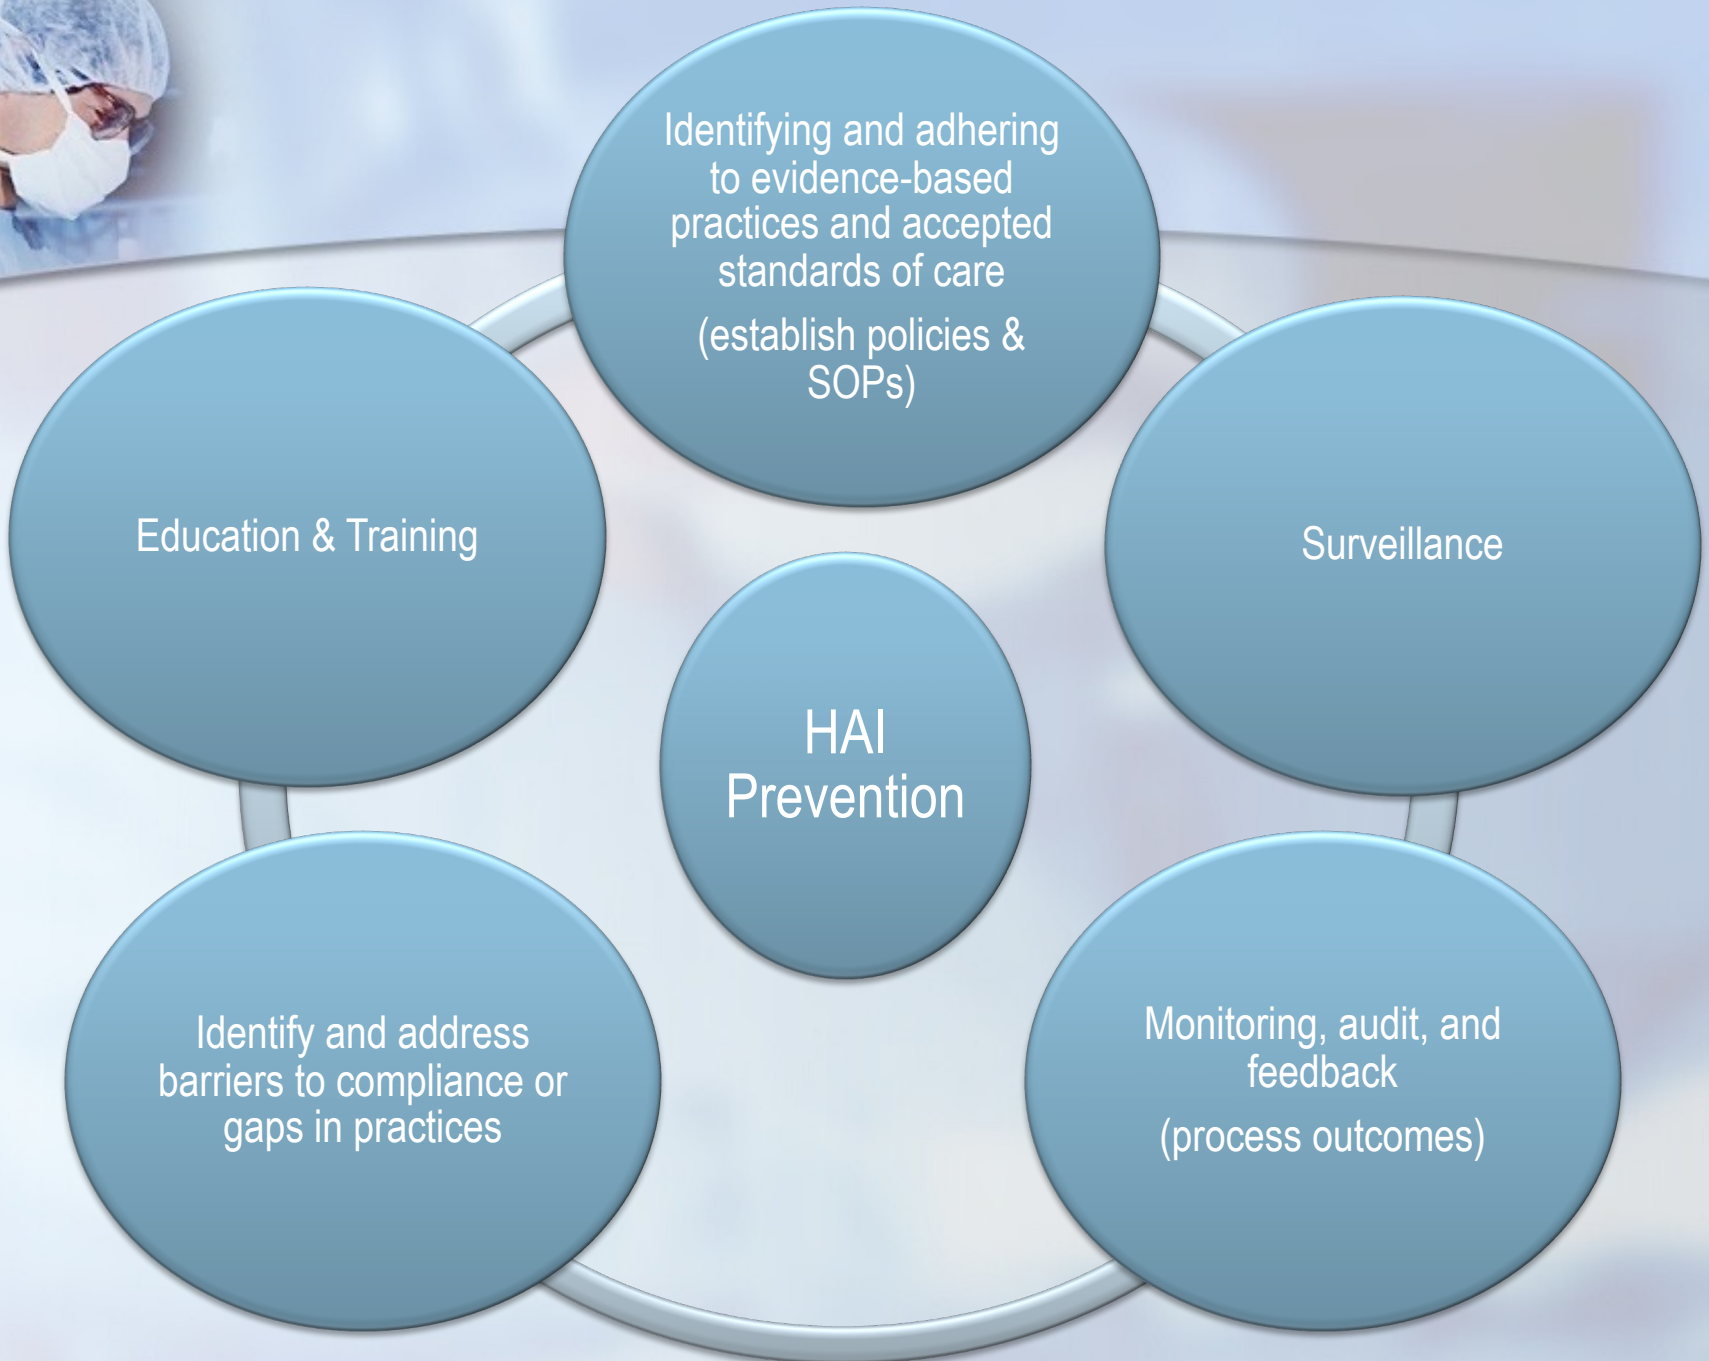 Identifying and adhering
to evidence-based
practices and accepted
standards of care
(establish policies &
SOPs)
Education & Training
Surveillance
HAI
Prevention
Identify and address
barriers to compliance or
gaps in practices
Monitoring, audit, and
feedback
(process outcomes)